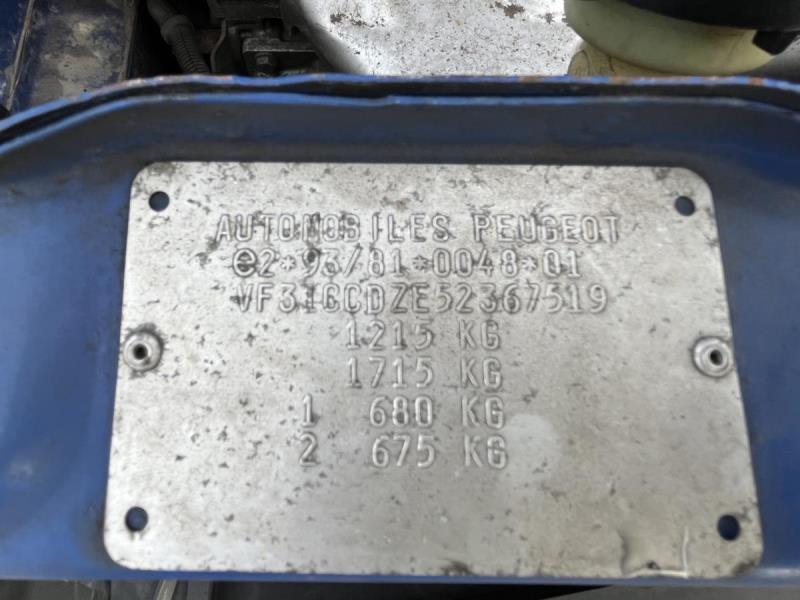 AUTOMOBILES PEUGEOT
e2*93/81*0048*01
VF31CCDZE52367519
1215 KG
1715 KG
1 680 KG
2 675 KG